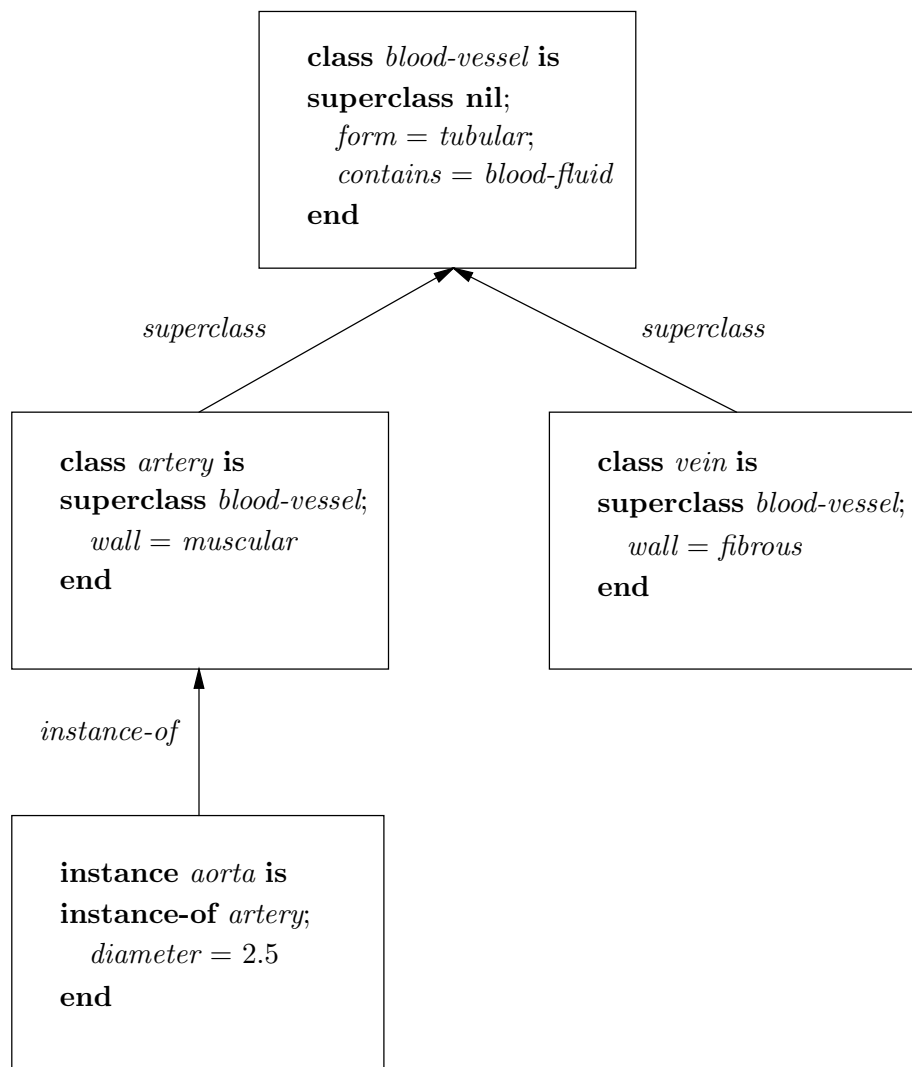 class blood-vessel is
superclass nil;
form = tubular;
contains = blood-fluid
end
superclass
superclass
class artery is
superclass blood-vessel;
wall = muscular
end
class vein is
superclass blood-vessel;
wall = fibrous
end
instance-of
instance aorta is
instance-of artery;
diameter = 2.5
end